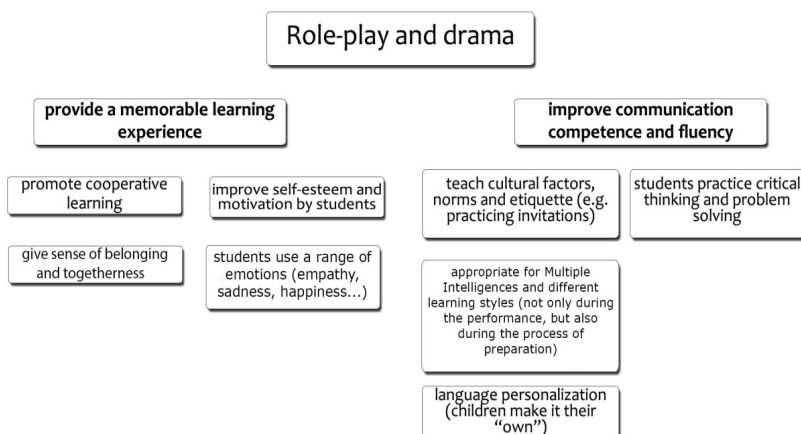 Role-play and drama
provide a memorable learning
experience
improve communication
competence and fluency
promote cooperative
learning
improve self-esteem and
motivation by students
give sense of belonging
and togetherness
students use a range of
emotions (empathy,
sadness, happiness...)
teach cultural factors,
norms and etiquette (e.g.
practicing invitations)
students practice critical
thinking and problem
solving
appropriate for Multiple
Intelligences and different
learning styles (not only during
the performance, but also
during the process of
preparation)
language personalization
(children make it their
“own”)